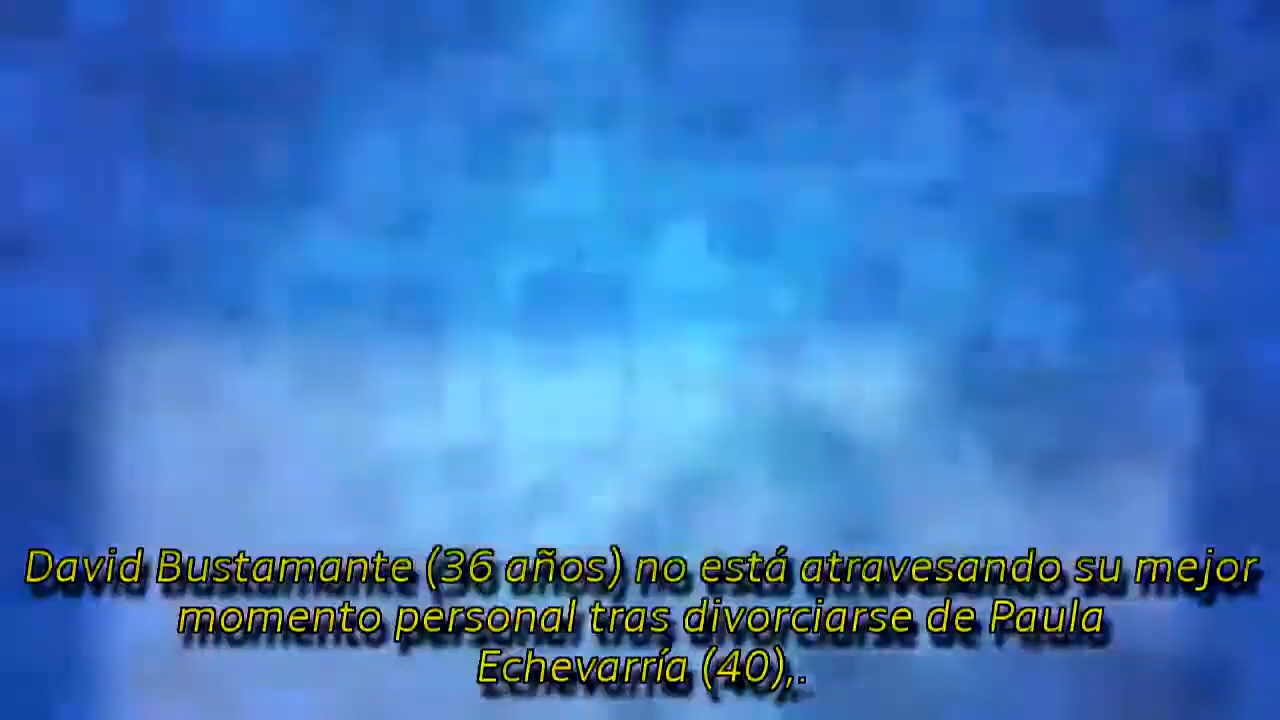 David Bustamante (36 años) no está atravesando su mejor
momento personal tras divorciarse de Paula
Echevarría (40),.